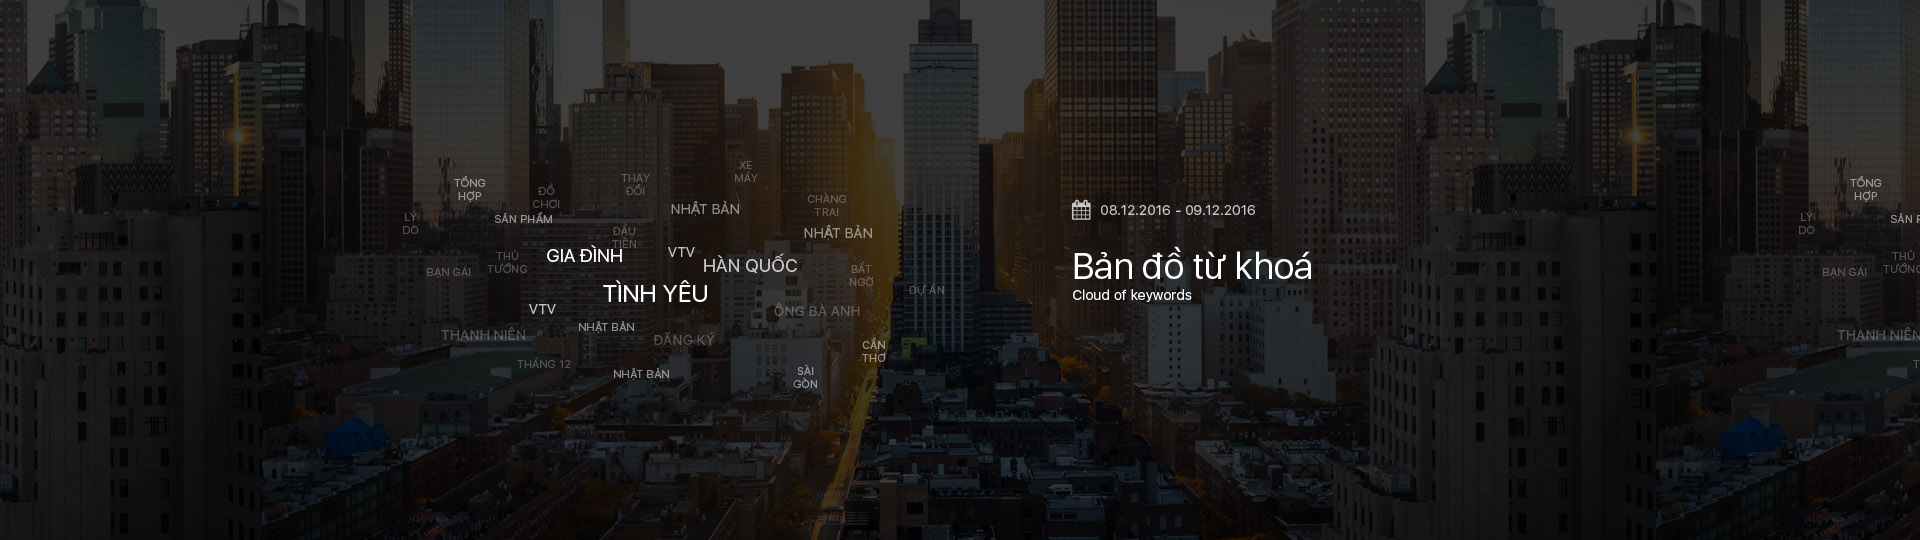 XE
MÁY
THAY
ĐỔI
TỔNG
HỢP
ĐỒ
CHƠI
CHÀNG
TRAI
NHẬT BẢN
LÝ
DO
SẢN PHẨM
ĐẦU
TIÊN
NHẬT BẢN
GIA ĐÌNH
VTV
HÀN QUỐC
THỦ
TƯỚNG
BẠN GÁI
BẤT
NGỜ
TÌNH YÊU
DỰ ÁN
VTV
ÔNG BÀ ANH
NHẬT BẢN
THANH NIÊN
ĐĂNG KÝ
CẦN
THƠ
THÁNG 12
NHẬT BẢN
SÀI
GÒN
08.12.2016 - 09.12.2016
Bản đồ từ khoá
Cloud of keywords
TỔNG
HỢP
LÝ
DO
SẢN P
THỦ
TƯỚNG
BẠN GÁI
THANH NIÊN